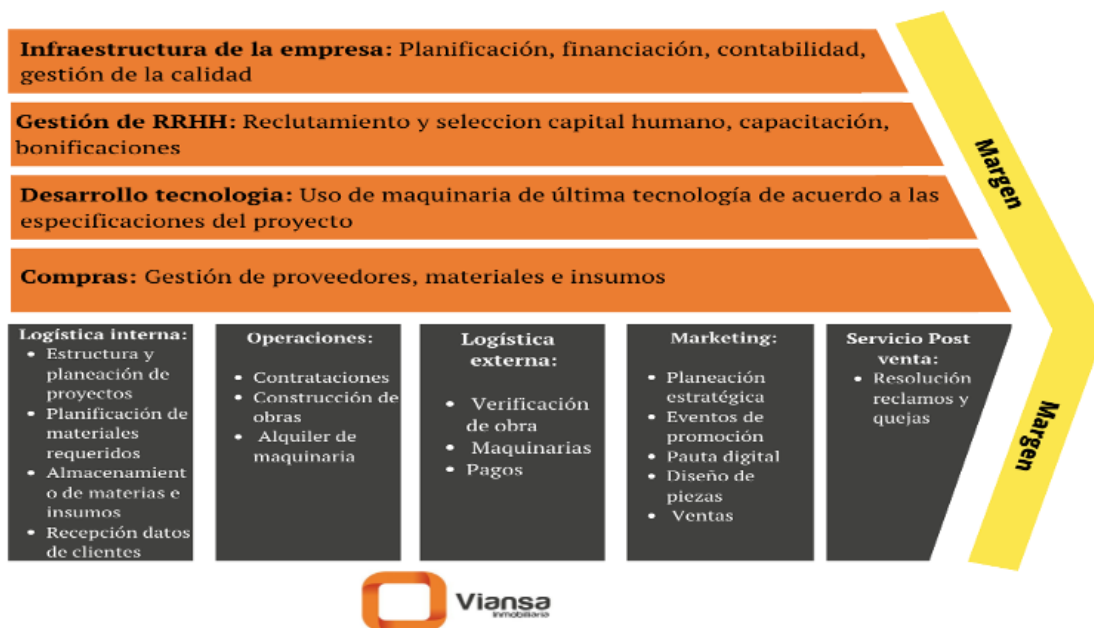 Infraestructura de la empresa: Planificación, financiación, contabilidad,
gestión de la calidad
Gestión de RRHH: Reclutamiento y seleccion capital humano, capacitación,
bonificaciones
Desarrollo tecnologia: Uso de maquinaria de última tecnología de acuerdo a las
especificaciones del proyecto
Compras: Gestión de proveedores, materiales e insumos
Margen
Margen
Logística interna:
• Estructura y
planeación de
proyectos
• Planificación de
materiales
requeridos
• Almacenamient
o de materias e
insumos
• Recepción datos
de clientes
Operaciones:
• Contrataciones
• Construcción de
obras
• Alquiler de
maquinaria
Logística
externa:
• Verificación
de obra
• Maquinarias
• Pagos
Marketing:
• Planeación
estratégica
• Eventos de
promoción
• Pauta digital
• Diseño de
piezas
• Ventas
Servicio Post
venta:
• Resolución
reclamos y
quejas
Viansa
Inmobiliaria